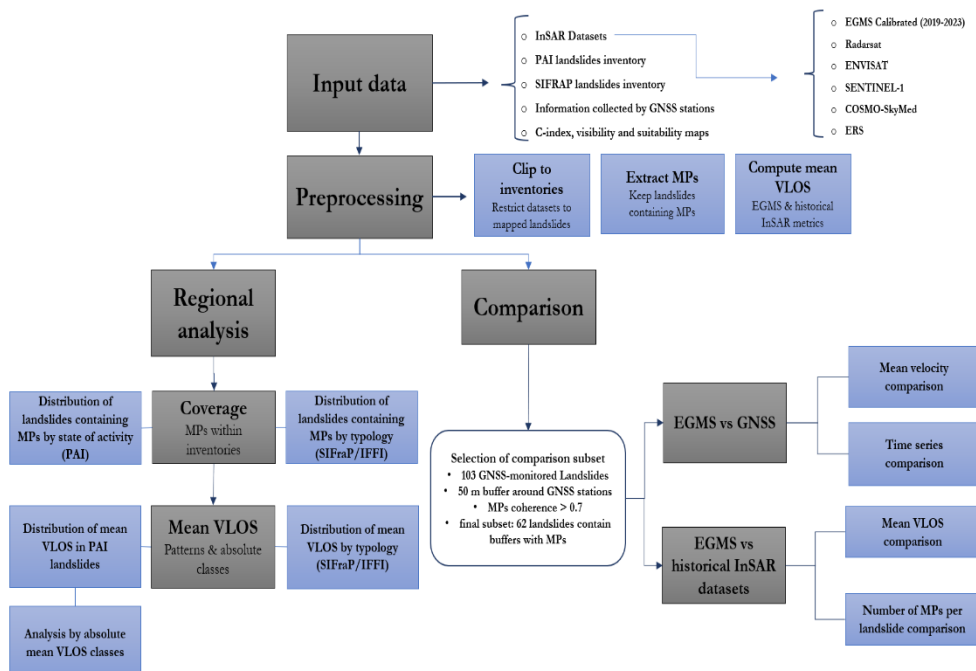 Input data
InSAR Datasets
PAI landslides inventory
SIFRAP landslides inventory
Information collected by GNSS stations
C-index, visibility and suitability maps
EGMS Calibrated (2019-2023)
Radarsat
ENVISAT
SENTINEL-1
COSMO-SkyMed
ERS
Preprocessing
Clip to
inventories
Restrict datasets to
mapped landslides
Extract MPs
Keep landslides
containing MPs
Compute mean
VLOS
EGMS & historical
InSAR metrics
Regional
analysis
Comparison
Distribution of
landslides containing
MPs by state of activity
(PAI)
Coverage
MPs within
inventories
Distribution of
landslides containing
MPs by typology
(SIFraP/IFFI)
Distribution of mean
VLOS in PAI
landslides
Mean VLOS
Patterns & absolute
classes
Distribution of mean
VLOS by typology
(SIFraP/IFFI)
Analysis by absolute
mean VLOS classes
Selection of comparison subset
• 103 GNSS-monitored Landslides
• 50 m buffer around GNSS stations
• MPs coherence > 0.7
• final subset: 62 landslides contain
buffers with MPs
EGMS vs GNSS
Mean velocity
comparison
Time series
comparison
EGMS vs
historical InSAR
datasets
Mean VLOS
comparison
Number of MPs per
landslide comparison